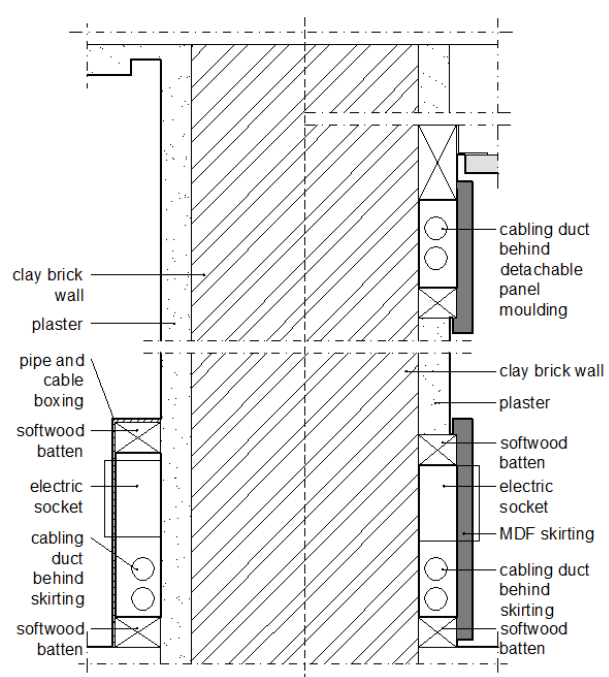 clay brick
wall
plaster
pipe and
cable
boxing
softwood
batten
electric
socket
cabling
duct
behind
skirting
softwood
batten
cabling duct
behind
detachable
panel
moulding
clay brick wall
plaster
softwood
batten
electric
socket
MDF skirting
cabling duct
behind
skirting
softwood
batten